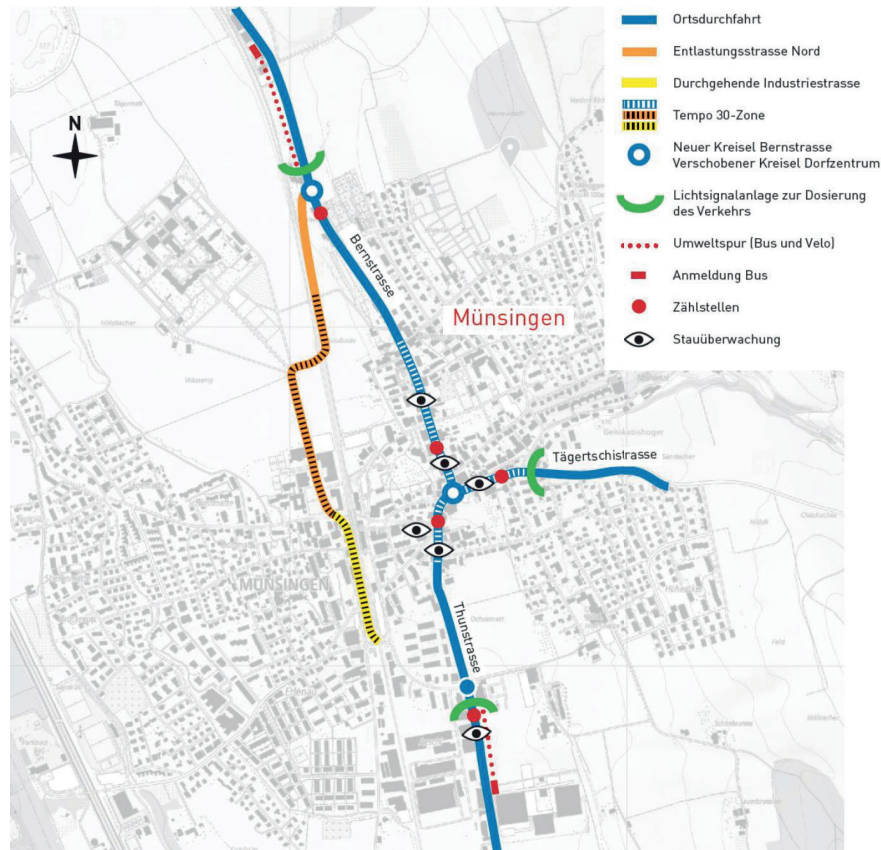 Ortsdurchfahrt
Entlastungsstrasse Nord
Durchgehende Industriestrasse
Tempo 30-Zone
Neuer Kreisel Bernstrasse
Verschobener Kreisel Dorfzentrum
Lichtsignalanlage zur Dosierung
des Verkehrs
Umweltspur (Bus und Velo)
Anmeldung Bus
Zählstellen
Stauüberwachung
N
Bernstrasse
Münsingen
Tägertschistrasse
MÜNSINGEN
Thunstrasse
Erlenau